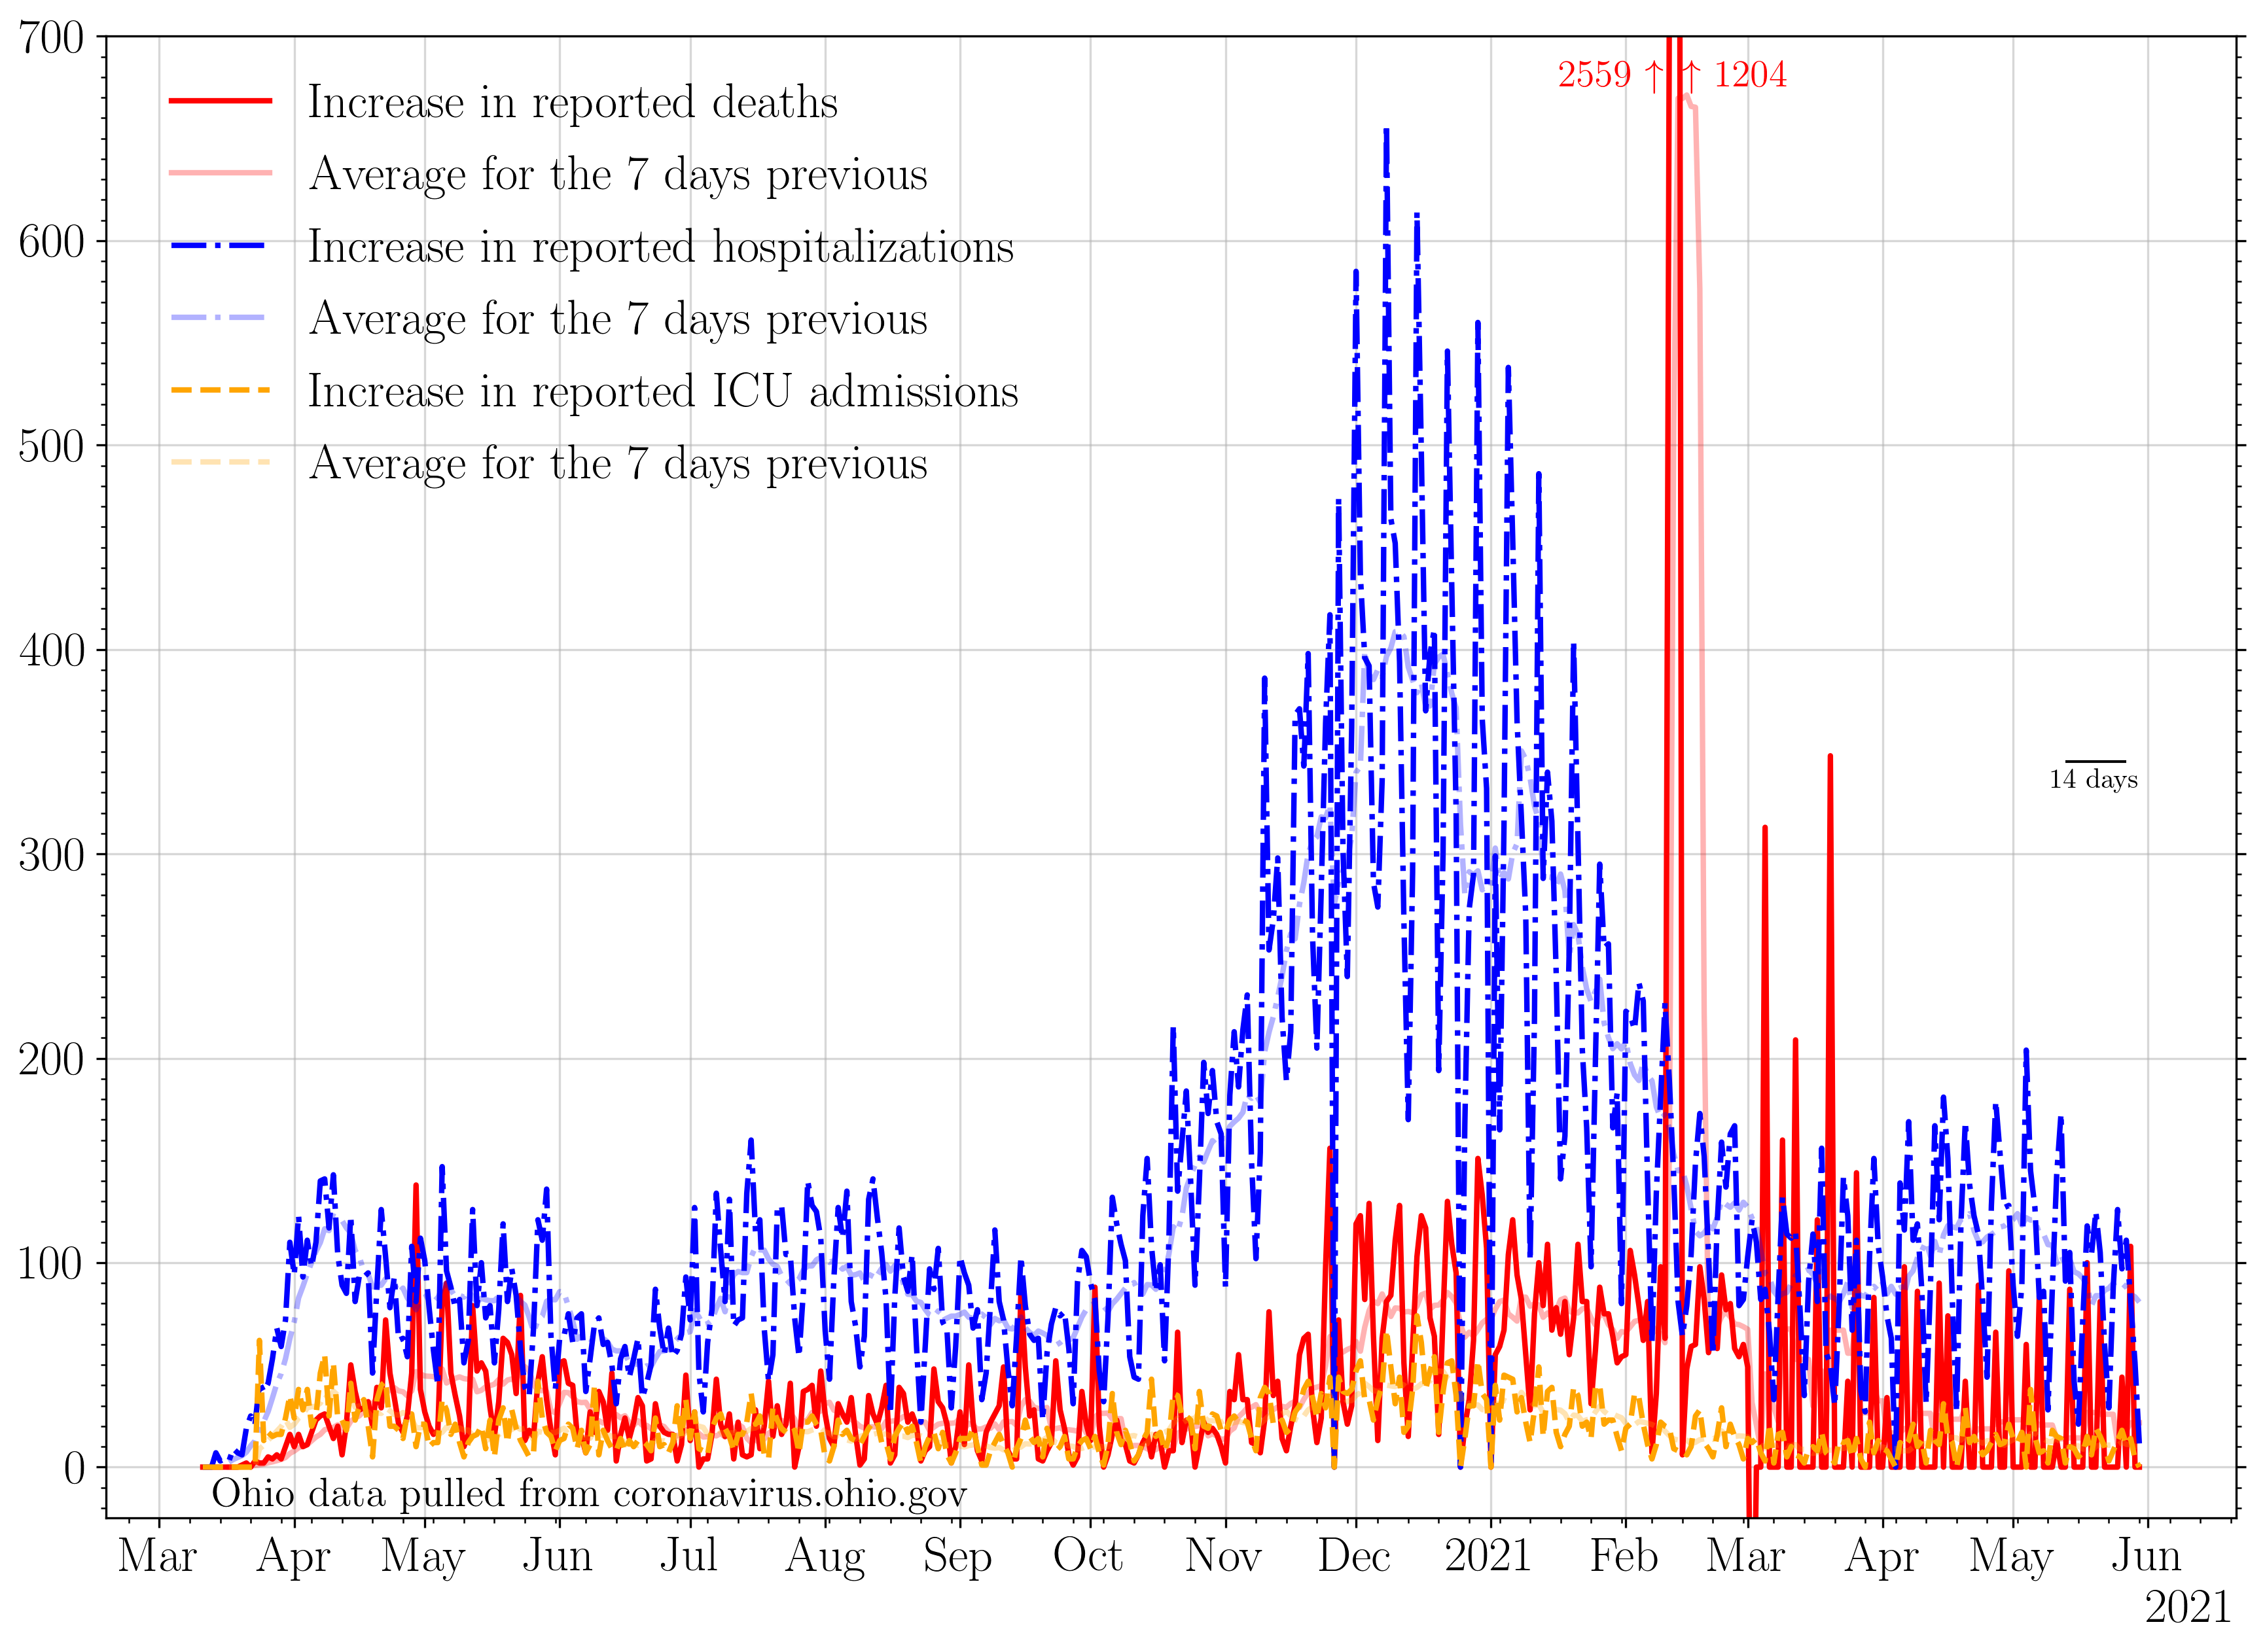 700
600
500
400
300
200
100
0
2559 ↑ ↑ 1204
Increase in reported deaths
Average for the 7 days previous
Increase in reported hospitalizations
Average for the 7 days previous
Increase in reported ICU admissions
Average for the 7 days previous
14 days
Ohio data pulled from coronavirus.ohio.gov
Mar Apr May Jun Jul Aug Sep Oct Nov Dec 2021 Feb Mar Apr May Jun
2021